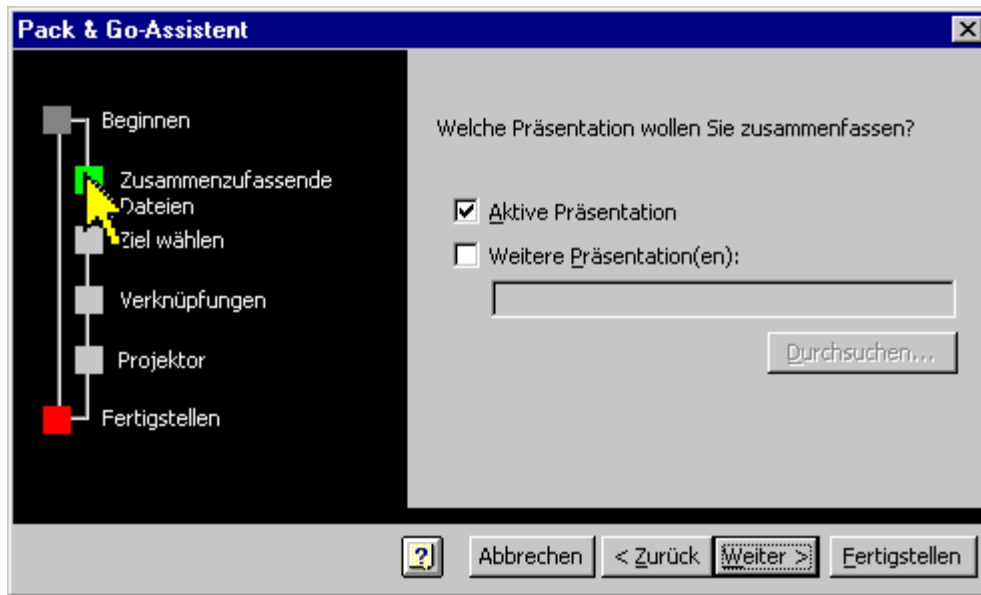 Pack & Go-Assistent
Beginnen
Zusammenzufassende
Dateien
Ziel wählen
Verknüpfungen
Projektor
Fertigstellen
Welche Präsentation wollen Sie zusammenfassen?
Aktive Präsentation
Weitere Präsentation(en):
Durchsuchen...
Abbrechen
< Zurück
Weiter >
Fertigstellen